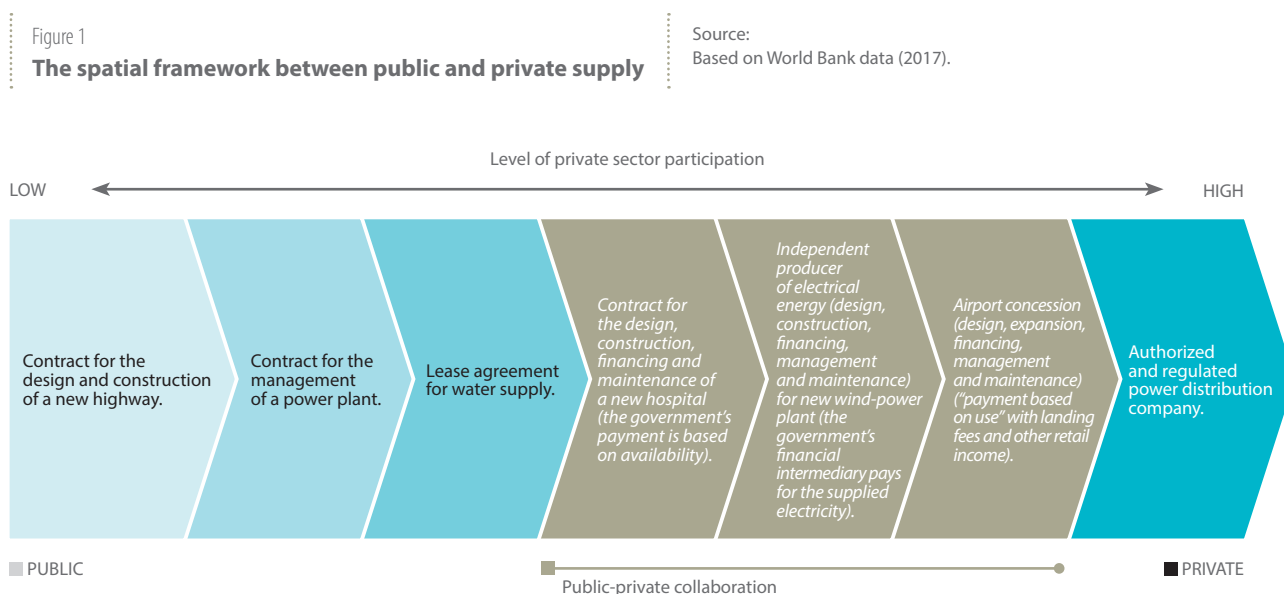 Figure 1
The spatial framework between public and private supply
Source:
Based on World Bank data (2017).
Level of private sector participation
LOW
HIGH
Contract for the
design and construction
of a new highway.
Contract for the
management
of a power plant.
Lease agreement
for water supply.
Contract for
the design,
construction,
financing and
maintenance of
a new hospital
(the government’s
payment is based
on availability).
Independent
producer
of electrical
energy (design,
construction,
financing,
management
and maintenance)
for new wind-power
plant (the
government’s
financial
intermediary pays
for the supplied
electricity).
Airport concession
(design, expansion,
financing,
management
and maintenance)
(“payment based
on use” with landing
fees and other retail
income).
Authorized
and regulated
power distribution
company.
PUBLIC
Public-private collaboration
PRIVATE